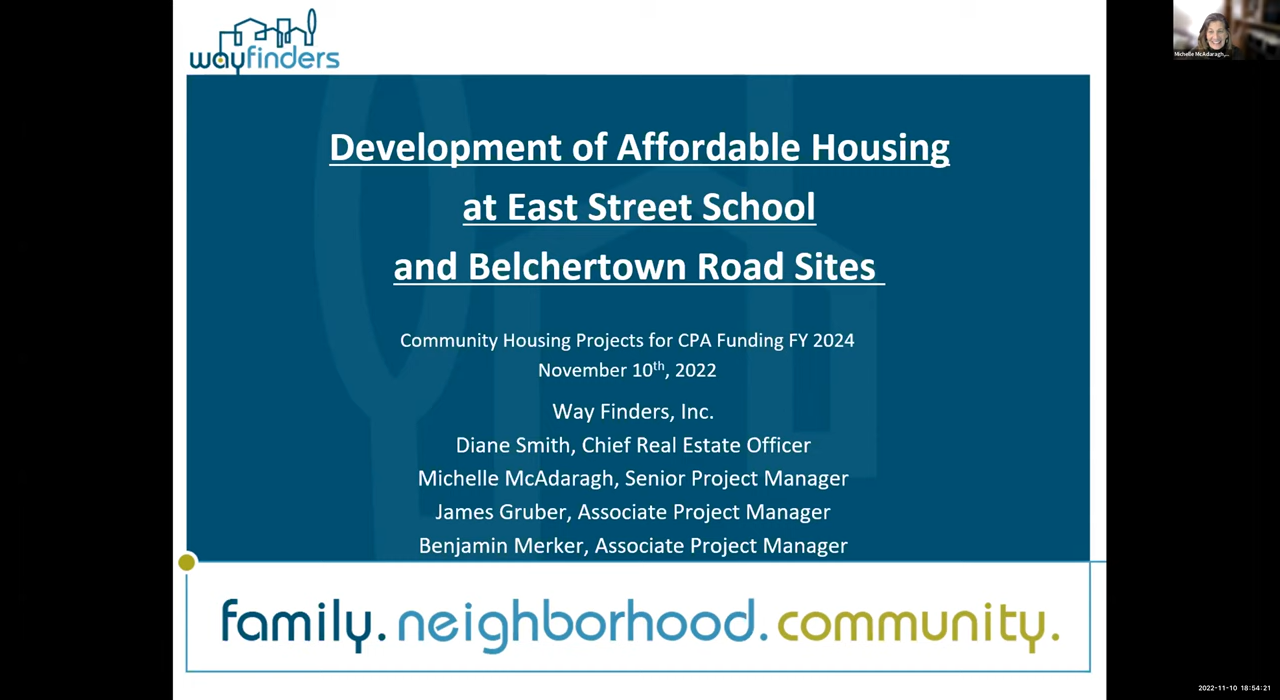 wayfinders
Michelle McAdaragh,...
Development of Affordable Housing
at East Street School
and Belchertown Road Sites
Community Housing Projects for CPA Funding FY 2024
November 10th, 2022
Way Finders, Inc.
Diane Smith, Chief Real Estate Officer
Michelle McAdaragh, Senior Project Manager
James Gruber, Associate Project Manager
Benjamin Merker, Associate Project Manager
family. neighborhood. community.
2022-11-10 18:54:21